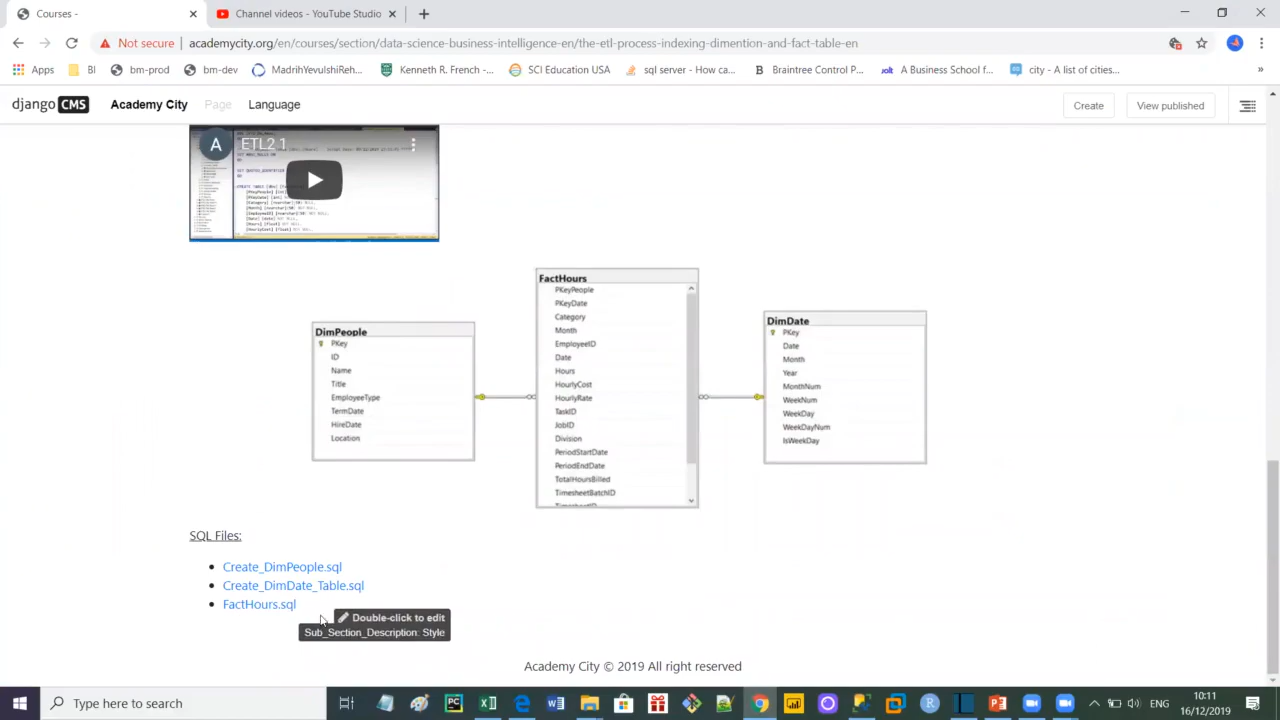 Courses -
Channel videos - YouTube Studio
Not secure
academycity.org/en/courses/section/data-science-business-intelligence-en/the-etl-process-indexing-dimention-and-fact-table-en
Apps
BI
bm-prod
bm-dev
MadrihYevulshiReh...
Kenneth R. French -...
SCI Education USA
sql server - How ca...
Braintree Control P...
jolt
A Business School f...
city - A list of cities...
»
django CMS
Academy City
Page
Language
Create
View published
A
ETL2 1
DimPeople
PKey
ID
Name
Title
EmployeeType
TermDate
HireDate
Location
FactHours
PKeyPeople
PKeyDate
Category
Month
EmployeeID
Date
Hours
HourlyCost
HourlyRate
TaskID
JobID
Division
PeriodStartDate
PeriodEndDate
TotalHoursBilled
TimesheetBatchID
TimesheetID
DimDate
PKey
Date
Month
Year
MonthNum
WeekNum
WeekDay
WeekDayNum
IsWeekDay
SQL Files:
Create_DimPeople.sql
Create_DimDate_Table.sql
FactHours.sql
Double-click to edit
Sub_Section_Description: Style
Academy City © 2019 All right reserved
Type here to search
ENG
10:11
16/12/2019